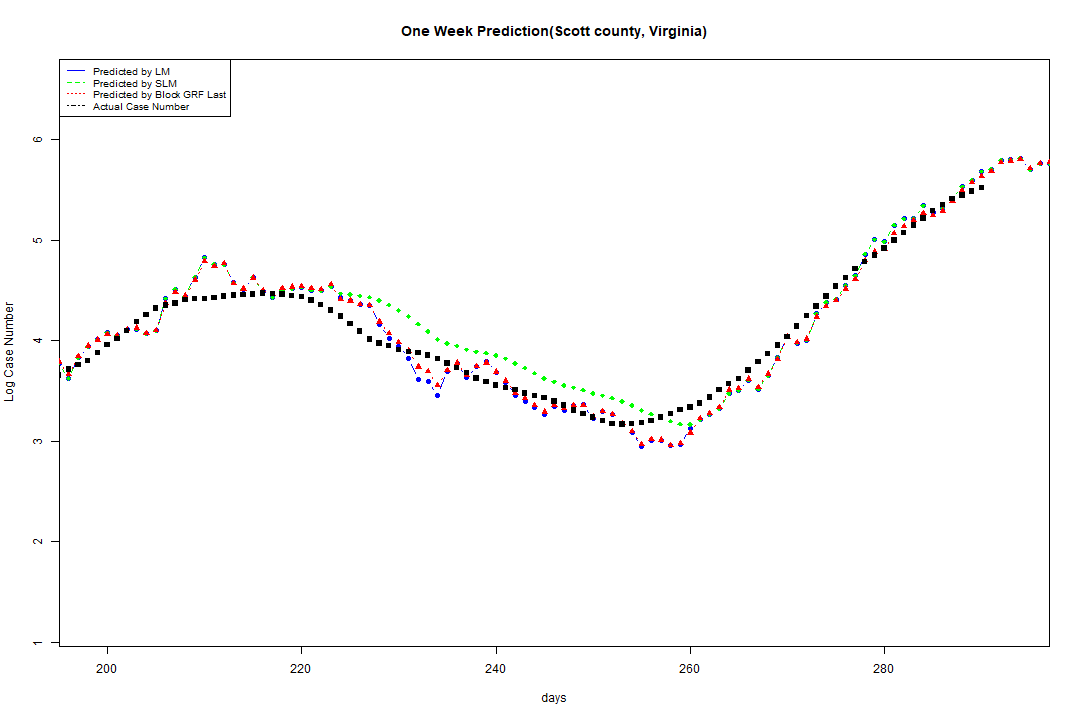 One Week Prediction(Scott county, Virginia)
Predicted by LM
Predicted by SLM
Predicted by Block GRF Last
Actual Case Number
6
5
4
3
2
1
Log Case Number
200
220
240
260
280
days